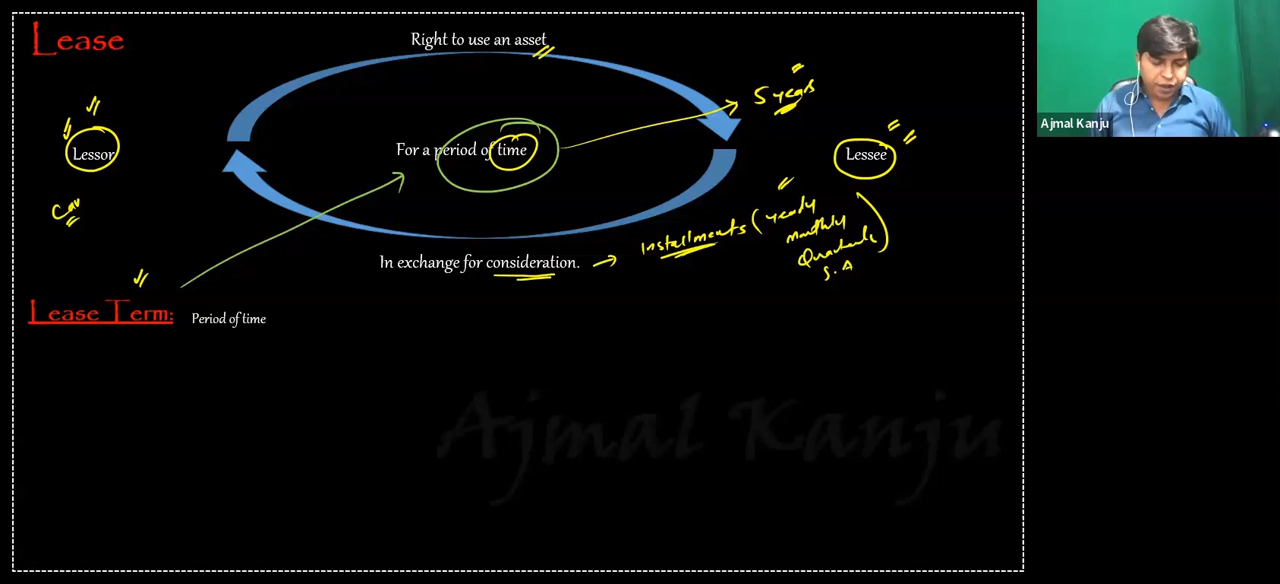 Lease
Right to use an asset
5 years
Ajmal Kanju
Lessor
For a period of time
Lessee
Car
In exchange for consideration.
Installments (yearly
monthly
S.A
Lease Term: Period of time
Ajmal Kanju